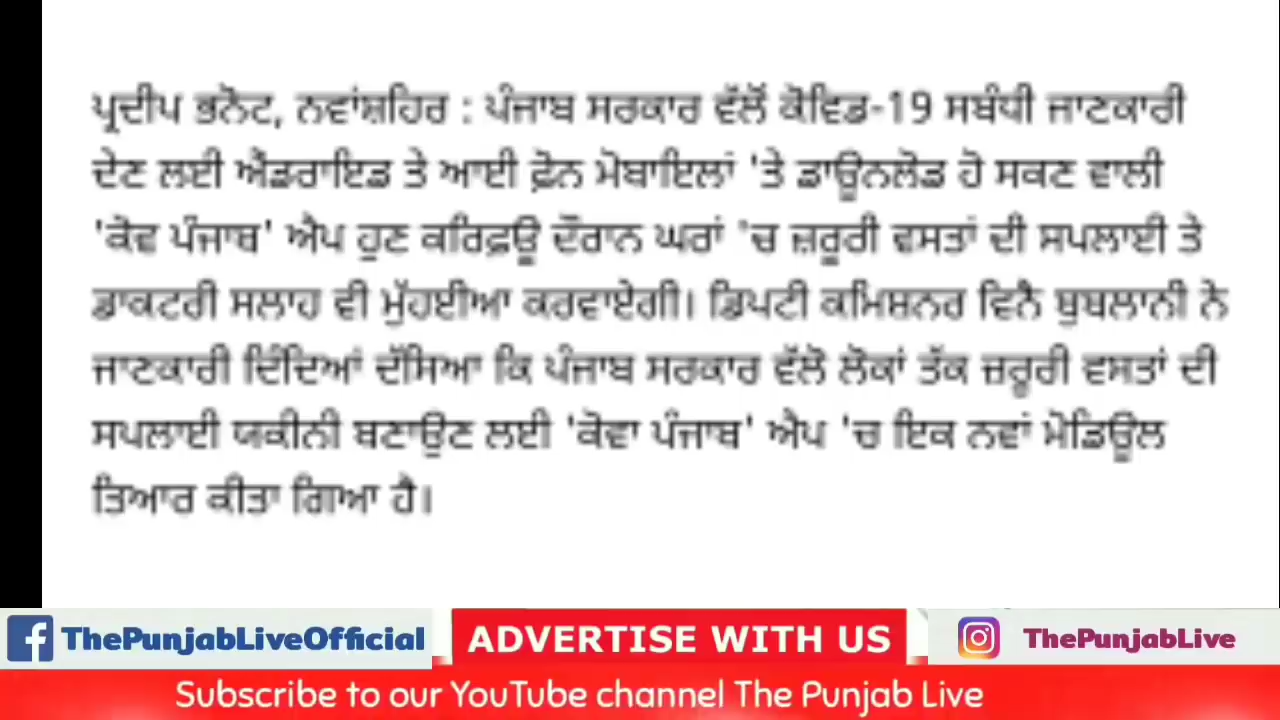 ਪ੍ਰਦੀਪ ਭਨੋਟ, ਨਵਾਂਸ਼ਹਿਰ : ਪੰਜਾਬ ਸਰਕਾਰ ਵੱਲੋਂ ਕੋਵਿਡ-19 ਸਬੰਧੀ ਜਾਣਕਾਰੀ
ਦੇਣ ਲਈ ਐਂਡਰਾਇਡ ਤੇ ਆਈ ਫ਼ੋਨ ਮੋਬਾਇਲਾਂ 'ਤੇ ਡਾਊਨਲੋਡ ਹੋ ਸਕਣ ਵਾਲੀ
'ਕੋਵ ਪੰਜਾਬ' ਐਪ ਹੁਣ ਕਰਿਫ਼ਊ ਦੌਰਾਨ ਘਰਾਂ 'ਚ ਜ਼ਰੂਰੀ ਵਸਤਾਂ ਦੀ ਸਪਲਾਈ ਤੇ
ਡਾਕਟਰੀ ਸਲਾਹ ਵੀ ਮੁੱਹਈਆ ਕਰਵਾਏਗੀ। ਡਿਪਟੀ ਕਮਿਸ਼ਨਰ ਵਿਨੈ ਬੁਬਲਾਨੀ ਨੇ
ਜਾਣਕਾਰੀ ਦਿੰਦਿਆਂ ਦੱਸਿਆ ਕਿ ਪੰਜਾਬ ਸਰਕਾਰ ਵੱਲੋ ਲੋਕਾਂ ਤੱਕ ਜ਼ਰੂਰੀ ਵਸਤਾਂ ਦੀ
ਸਪਲਾਈ ਯਕੀਨੀ ਬਣਾਉਣ ਲਈ 'ਕੋਵਾ ਪੰਜਾਬ' ਐਪ 'ਚ ਇਕ ਨਵਾਂ ਮੋਡਿਊਲ
ਤਿਆਰ ਕੀਤਾ ਗਿਆ ਹੈ।
ThePunjabLiveOfficial ADVERTISE WITH US ThePunjabLive
Subscribe to our YouTube channel The Punjab Live